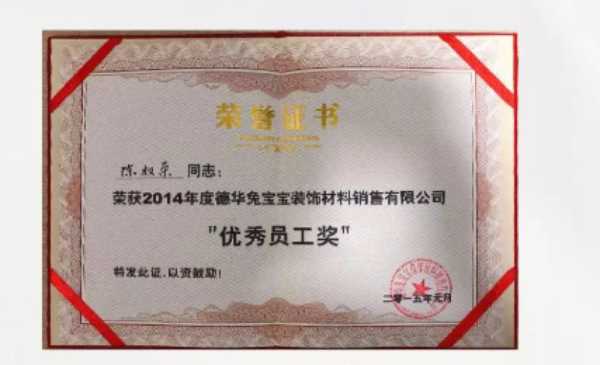 荣誉证书
陈叔荣 同志：
荣获2014年度德华兔宝宝装饰材料销售有限公司
"优秀员工奖"
特发此证，以资鼓励！
二零一五年元月